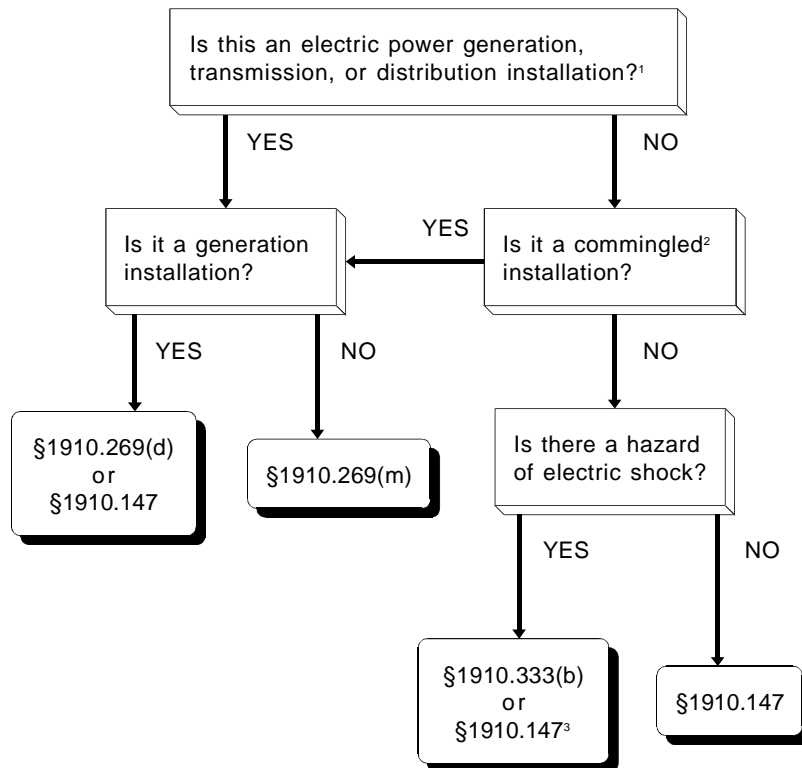 Is this an electric power generation,
transmission, or distribution installation?¹
YES
NO
Is it a generation
installation?
YES
Is it a commingled²
installation?
YES
NO
NO
§1910.269(d)
or
§1910.147
§1910.269(m)
Is there a hazard
of electric shock?
YES
NO
§1910.333(b)
or
§1910.147³
§1910.147